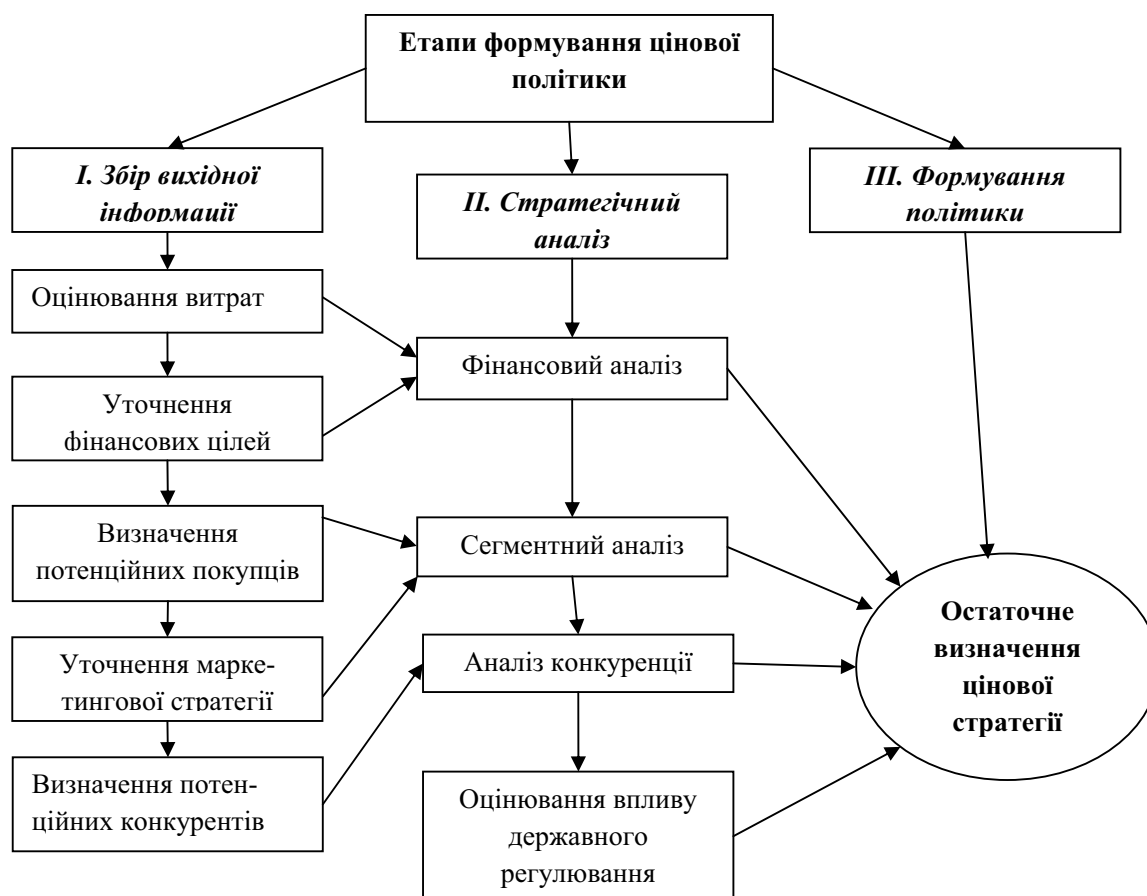 Етапи формування цінової
політики
І. Збір вихідної
інформації
ІІ. Стратегічний
аналіз
ІІІ. Формування
політики
Оцінювання витрат
Уточнення
фінансових цілей
Визначення
потенційних покупців
Уточнення марке-
тингової стратегії
Визначення потен-
ційних конкурентів
Фінансовий аналіз
Сегментний аналіз
Аналіз конкуренції
Оцінювання впливу
державного
регулювання
Остаточне
визначення
цінової
стратегії